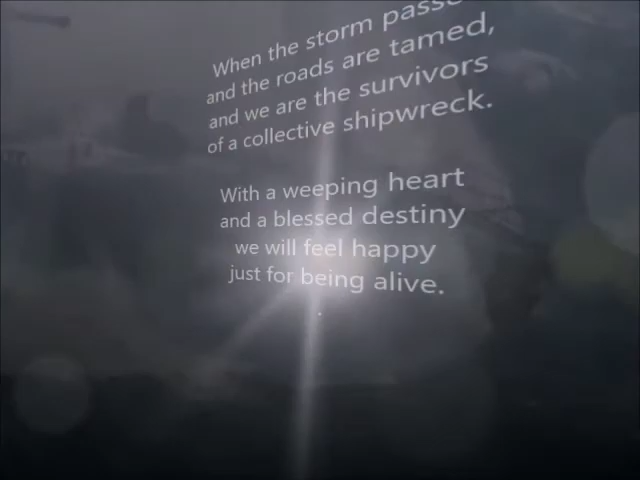 When the storm
and the roads are tamed,
and we are the survivors
of a collective shipwreck.
With a weeping heart
and a blessed destiny
we will feel happy
just for being alive.